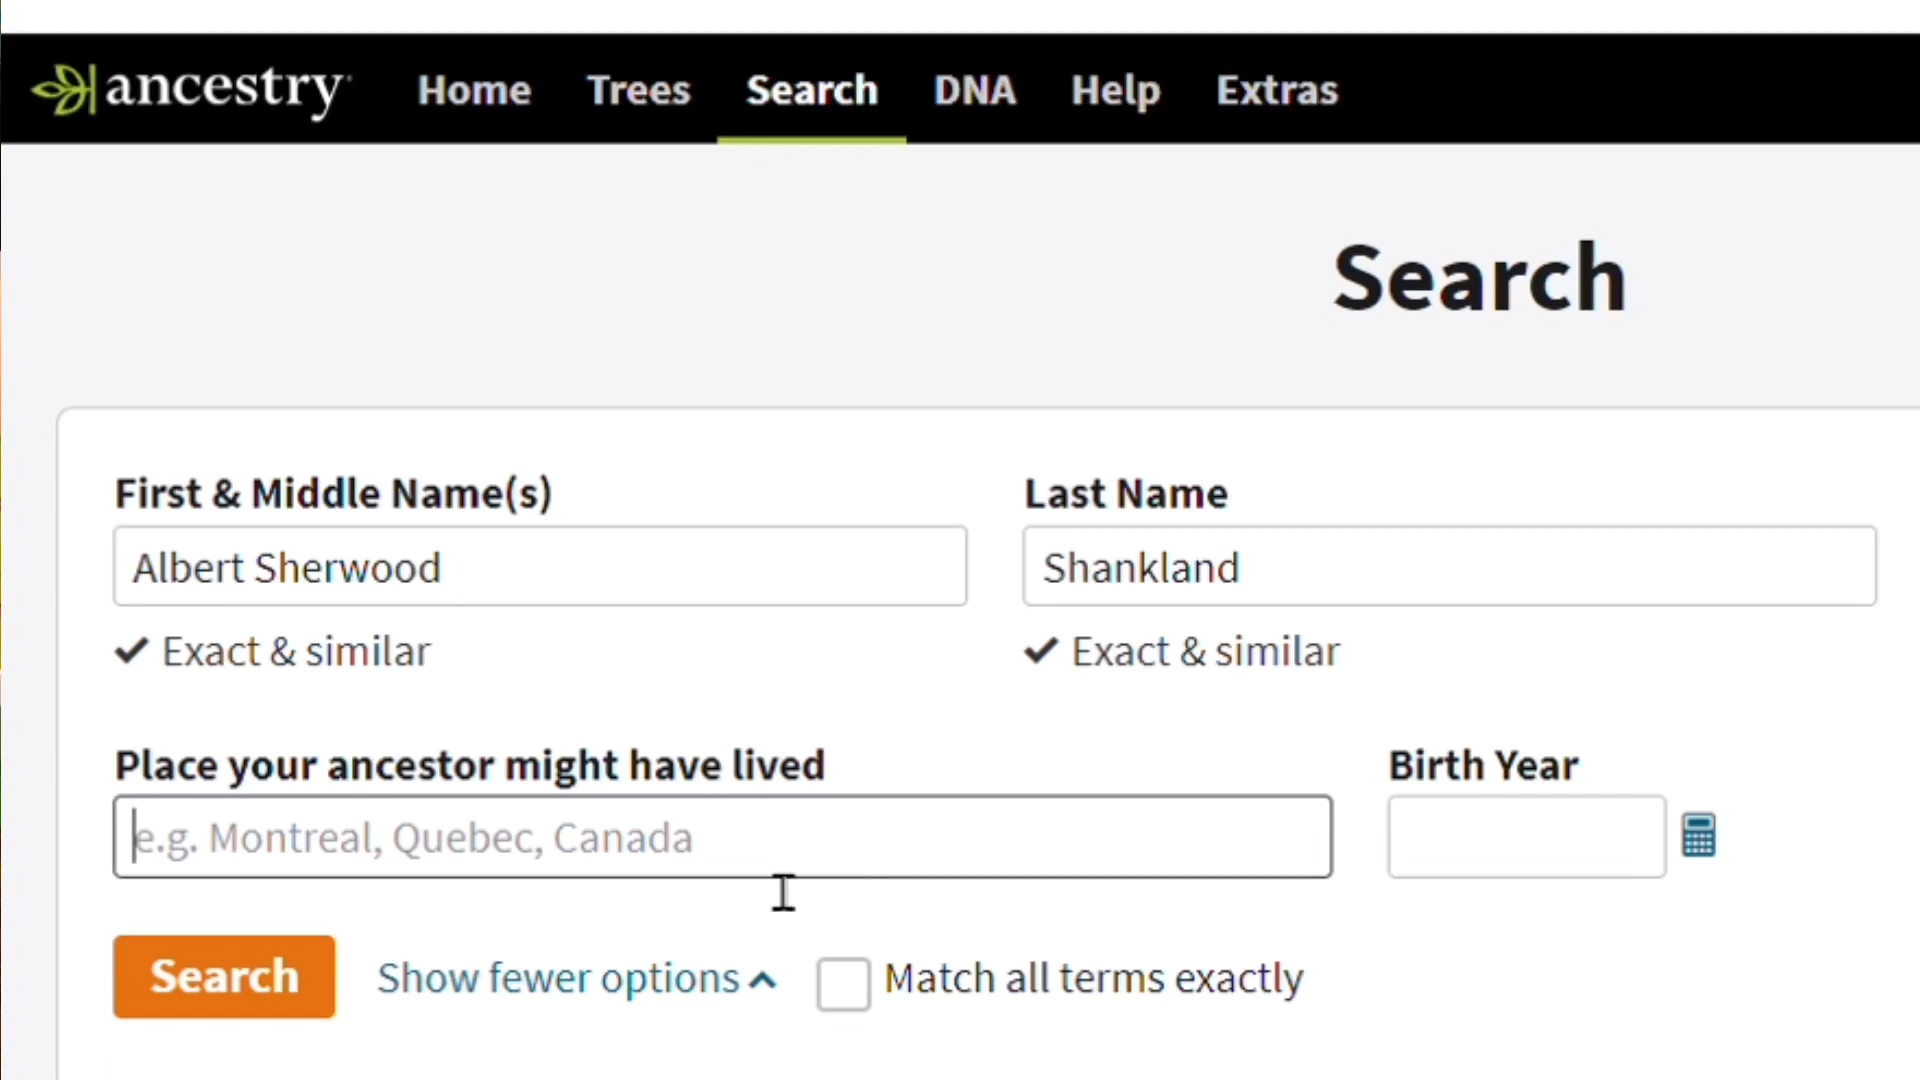 ancestry Home Trees Search DNA Help Extras
Search
First & Middle Name(s) Last Name
Albert Sherwood Shankland
Exact & similar Exact & similar
Place your ancestor might have lived Birth Year
e.g. Montreal, Quebec, Canada
Search Show fewer options Match all terms exactly